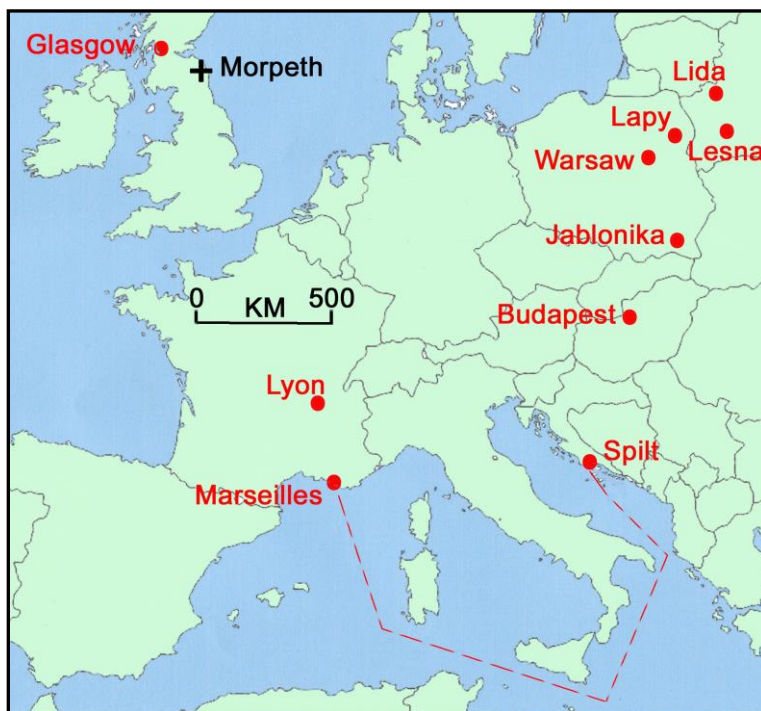 Glasgow
Morpeth
Lida
Lapy
Lesna
Warsaw
Jablonika
0 500
KM
Budapest
Lyon
Spilt
Marseilles